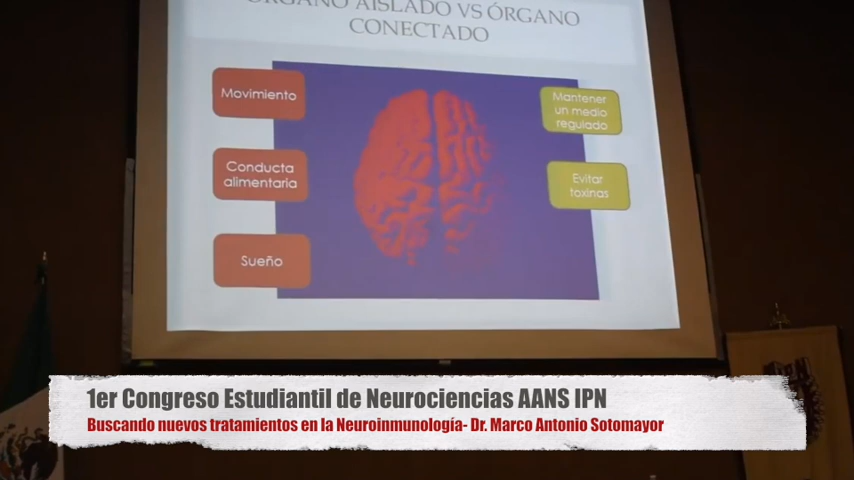 ÓRGANO AISLADO VS ÓRGANO
CONECTADO
Movimiento
Mantener
un medio
regulado
Conducta
alimentaria
Evitar
toxinas
Sueño
1er Congreso Estudiantil de Neurociencias AANS IPN
Buscando nuevos tratamientos en la Neuroinmunología- Dr. Marco Antonio Sotomayor